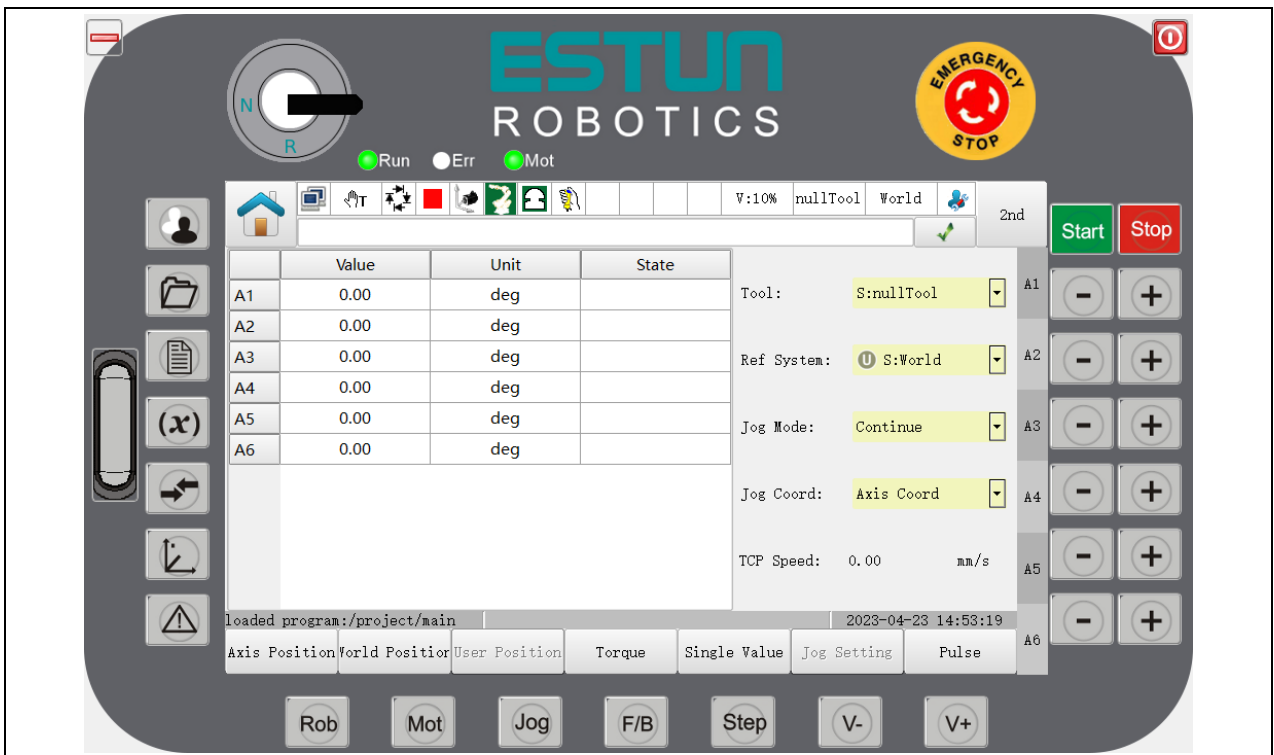 ESTUN
ROBOTICS
EMERGENCY
STOP
N
R
Run Err Mot
T V:10% nullTool World 2nd
Start Stop
Value Unit State
A1 0.00 deg
A2 0.00 deg
A3 0.00 deg
A4 0.00 deg
A5 0.00 deg
A6 0.00 deg
Tool: S:nullTool
Ref System: U S:World
Jog Mode: Continue
Jog Coord: Axis Coord
TCP Speed: 0.00 mm/s
A1 - +
A2 - +
A3 - +
A4 - +
A5 - +
A6 - +
(x)
loaded program:/project/main 2023-04-23 14:53:19
Axis Position World Position User Position Torque Single Value Jog Setting Pulse
Rob Mot Jog F/B Step V- V+